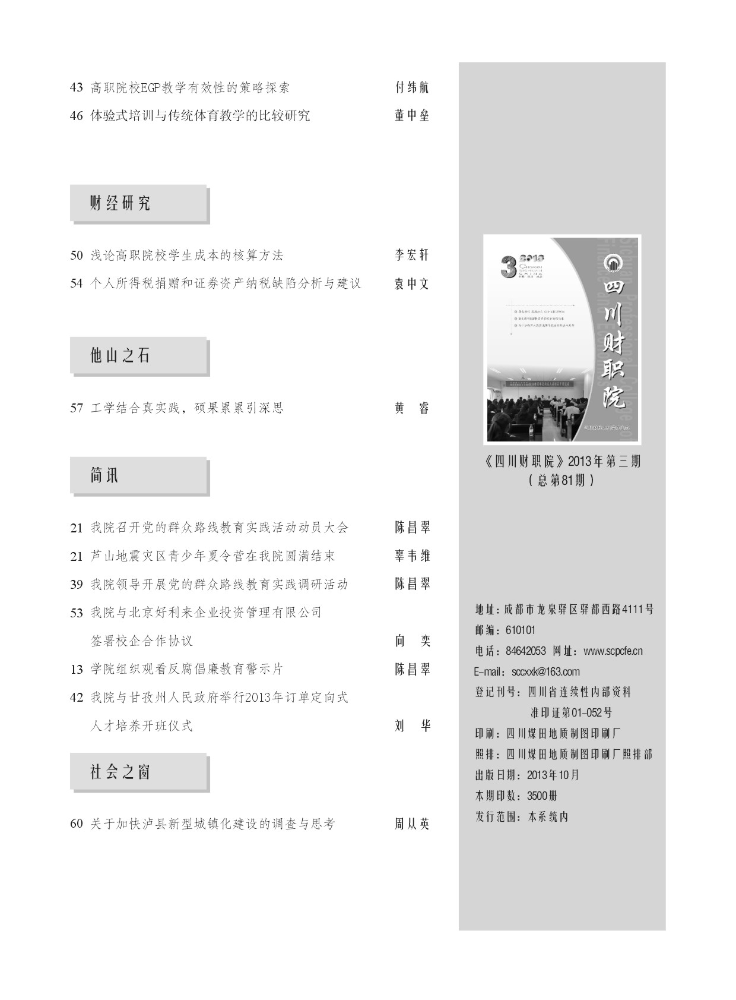 43 高职院校EGP教学有效性的策略探索 付纬航
46 体验式培训与传统体育教学的比较研究 董中垒
财经研究
50 浅论高职院校学生成本的核算方法 李宏轩
54 个人所得税捐赠和证券资产纳税缺陷分析与建议 袁中文
他山之石
57 工学结合真实践，硕果累累引深思 黄 睿
简讯
21 我院召开党的群众路线教育实践活动动员大会 陈昌翠
21 芦山地震灾区青少年夏令营在我院圆满结束 辜韦维
39 我院领导开展党的群众路线教育实践调研活动 陈昌翠
53 我院与北京好利来企业投资管理有限公司
签署校企合作协议 向 奕
13 学院组织观看反腐倡廉教育警示片 陈昌翠
42 我院与甘孜州人民政府举行2013年订单定向式
人才培养开班仪式 刘 华
社会之窗
60 关于加快泸县新型城镇化建设的调查与思考 周从英
3 2013
CHENGDU
SICHUAN
CHINA
四川财职院
《四川财职院》2013年第三期
（总第81期）
地址：成都市龙泉驿区驿都西路4111号
邮编：610101
电话：84642053 网址：www.scpcfe.cn
E-mail：sccxxk@163.com
登记刊号：四川省连续性内部资料
准印证第01-052号
印刷：四川煤田地质制图印刷厂
照排：四川煤田地质制图印刷厂照排部
出版日期：2013年10月
本期印数：3500册
发行范围：本系统内